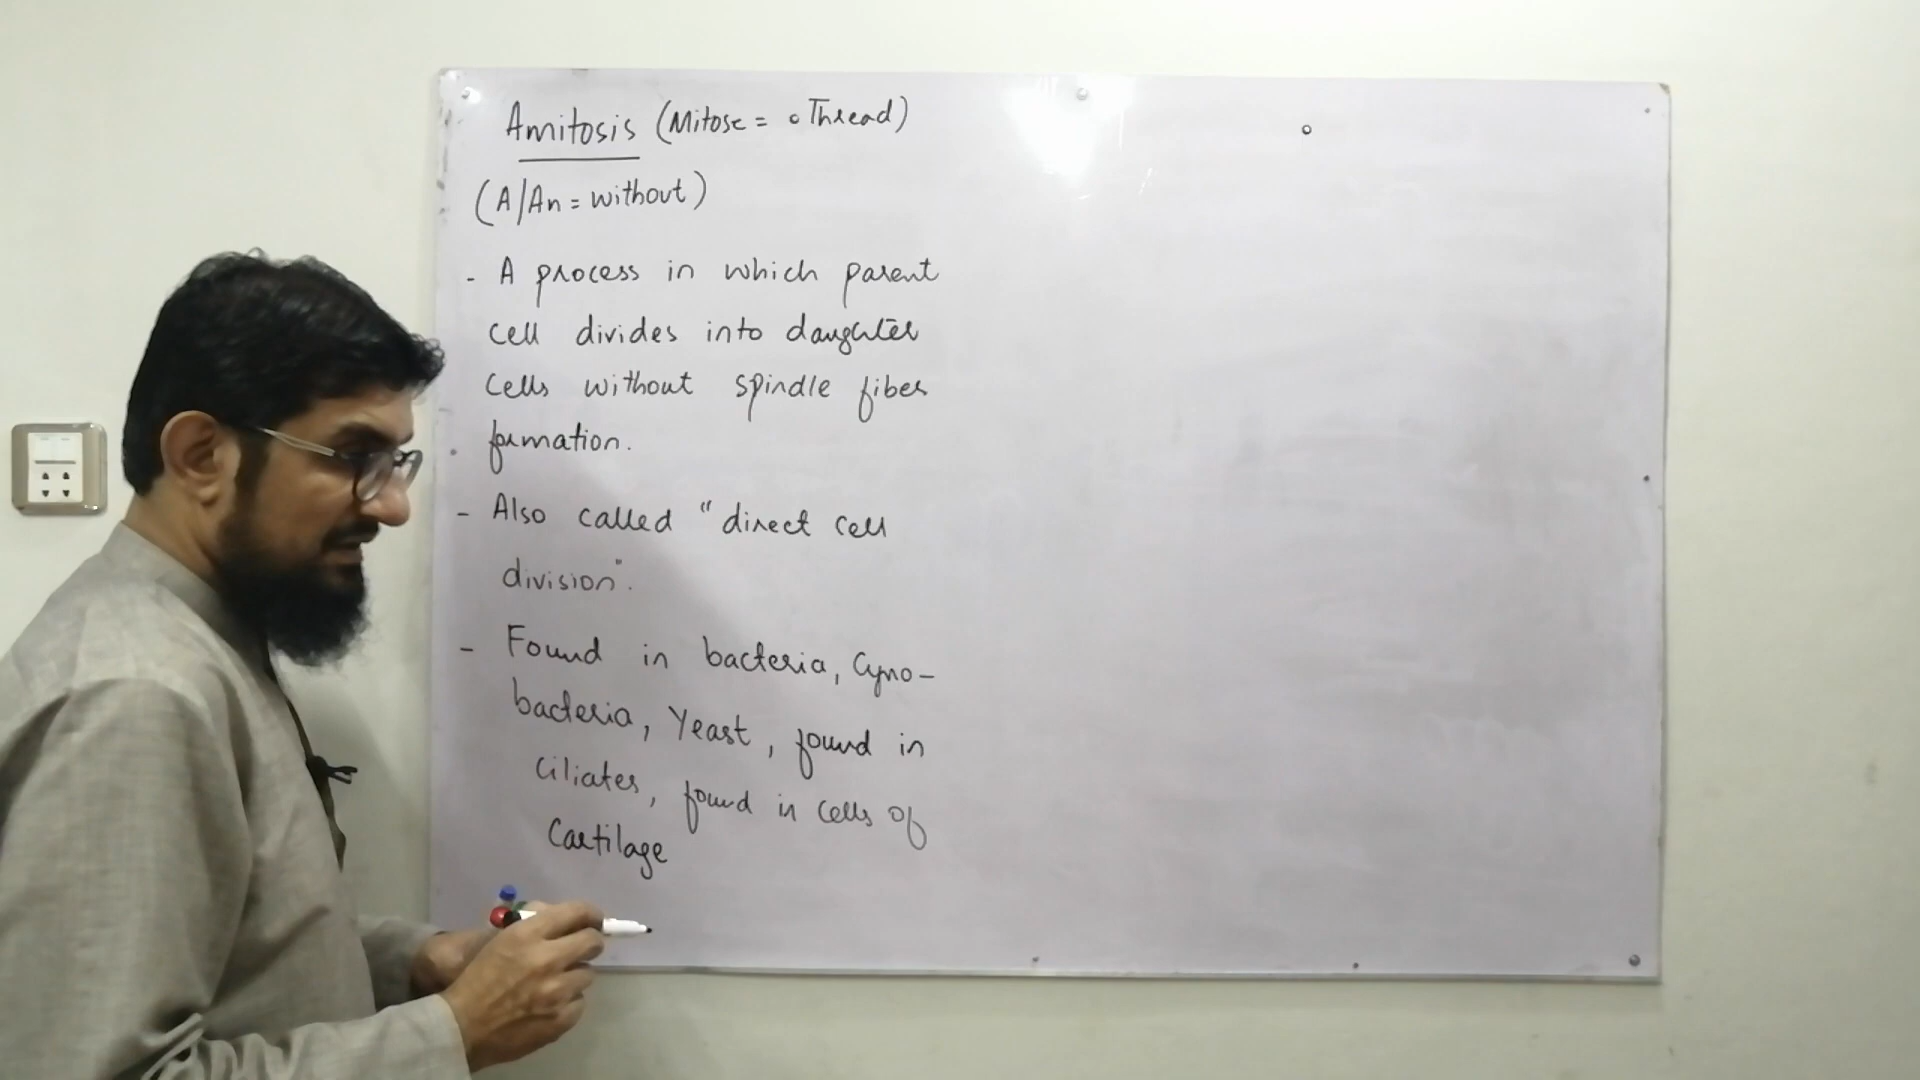 Amitosis (Mitose = Thread)
(A/An = without)
- A process in which parent
cell divides into daughter
cells without spindle fiber
formation.
- Also called "direct cell
division".
- Found in bacteria, Cyno-
bacteria, Yeast, found in
Ciliates, found in cells of
Cartilage